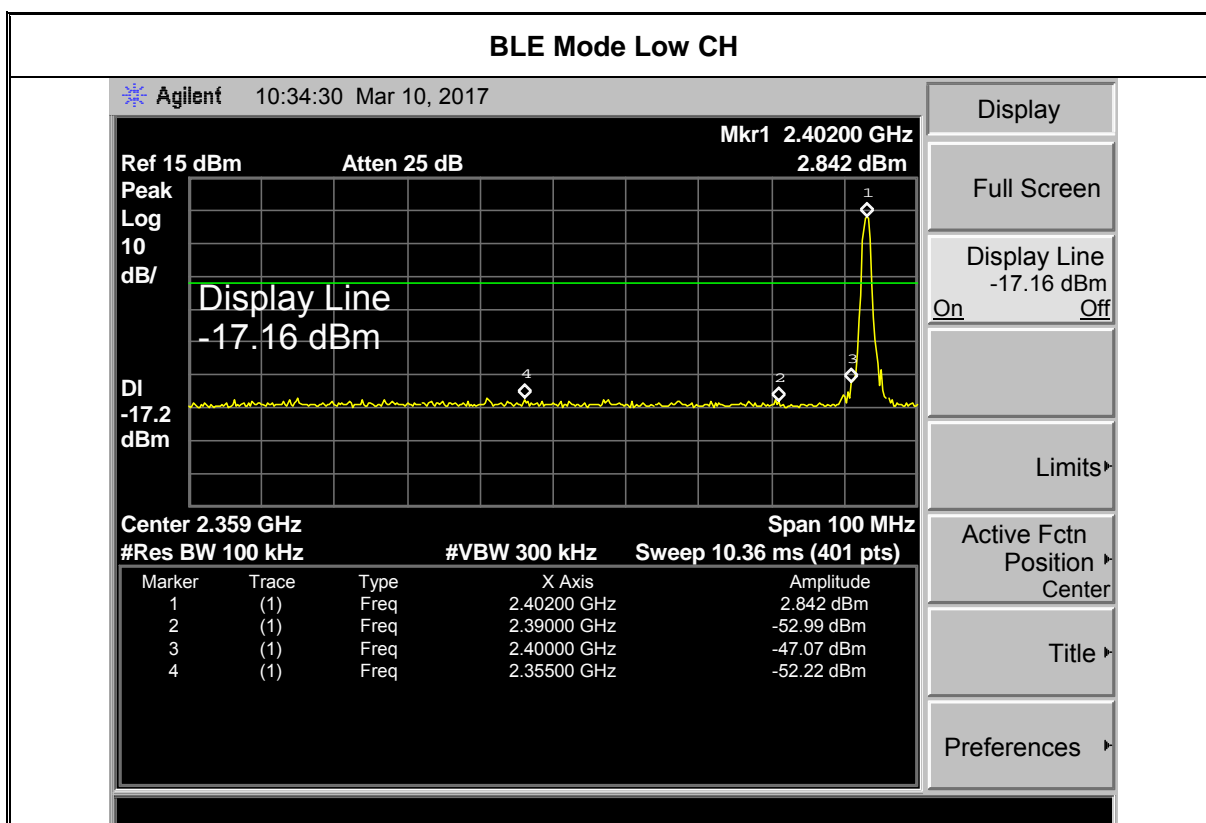 BLE Mode Low CH
Agilent 10:34:30 Mar 10, 2017
Mkr1 2.40200 GHz
Ref 15 dBm Atten 25 dB 2.842 dBm
Peak
Log
10
dB/
1
Display Line
-17.16 dBm
4
2
3
DI
-17.2
dBm
Center 2.359 GHz Span 100 MHz
#Res BW 100 kHz #VBW 300 kHz Sweep 10.36 ms (401 pts)
Marker Trace Type X Axis Amplitude
1 (1) Freq 2.40200 GHz 2.842 dBm
2 (1) Freq 2.39000 GHz -52.99 dBm
3 (1) Freq 2.40000 GHz -47.07 dBm
4 (1) Freq 2.35500 GHz -52.22 dBm
Display
Full Screen
Display Line
-17.16 dBm
On Off
Limits
Active Fctn
Position
Center
Title
Preferences